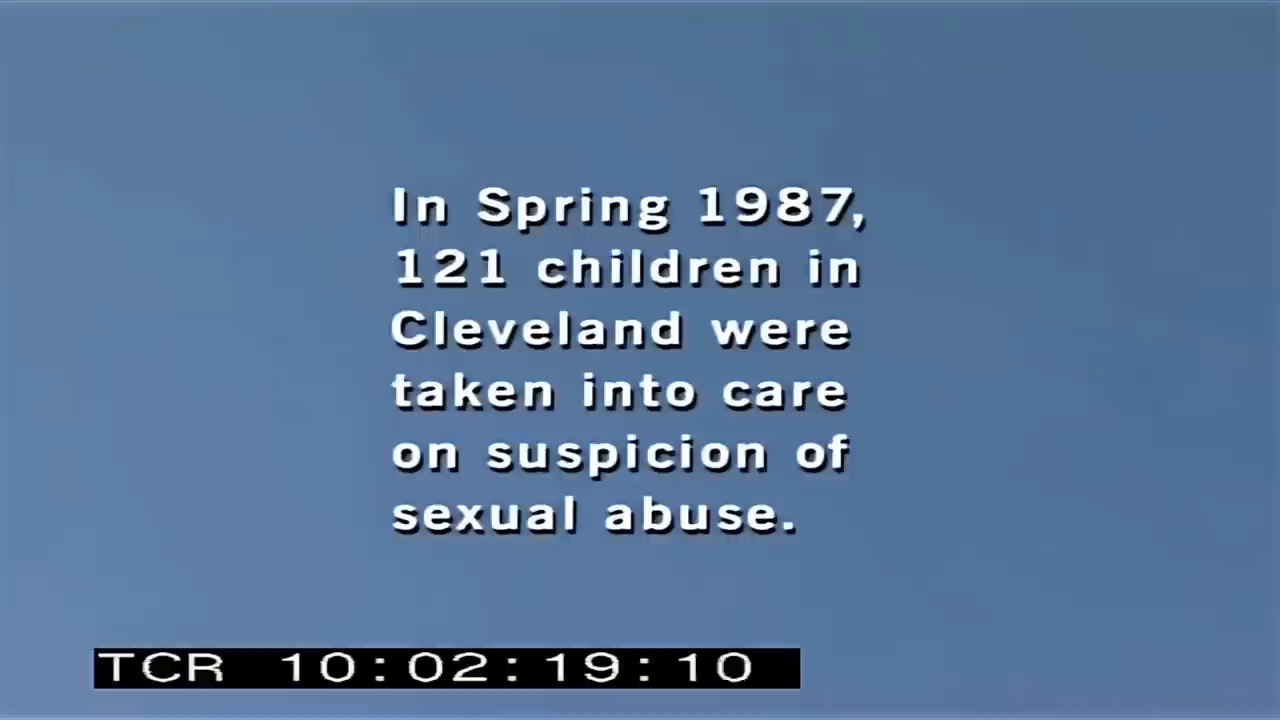 In Spring 1987,
121 children in
Cleveland were
taken into care
on suspicion of
sexual abuse.
TCR 10:02:19:10